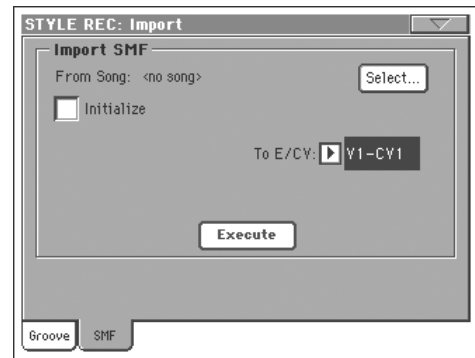 STYLE REC: Import
Import SMF
From Song: <no song>
Select...
Initialize
To E/CV: V1-CV1
Execute
Groove SMF